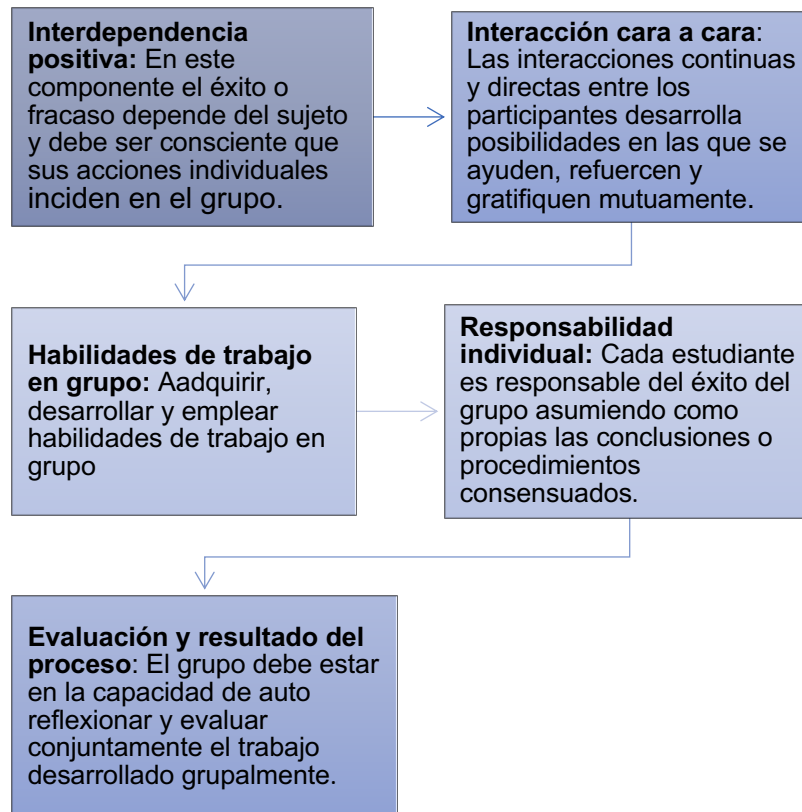 Interdependencia
positiva: En este
componente el éxito o
fracaso depende del sujeto
y debe ser consciente que
sus acciones individuales
inciden en el grupo.
Interacción cara a cara:
Las interacciones continuas
y directas entre los
participantes desarrolla
posibilidades en las que se
ayuden, refuercen y
gratifiquen mutuamente.
Habilidades de trabajo
en grupo: Aadquirir,
desarrollar y emplear
habilidades de trabajo en
grupo
Responsabilidad
individual: Cada estudiante
es responsable del éxito del
grupo asumiendo como
propias las conclusiones o
procedimientos
consensuados.
Evaluación y resultado del
proceso: El grupo debe estar
en la capacidad de auto
reflexionar y evaluar
conjuntamente el trabajo
desarrollado grupalmente.